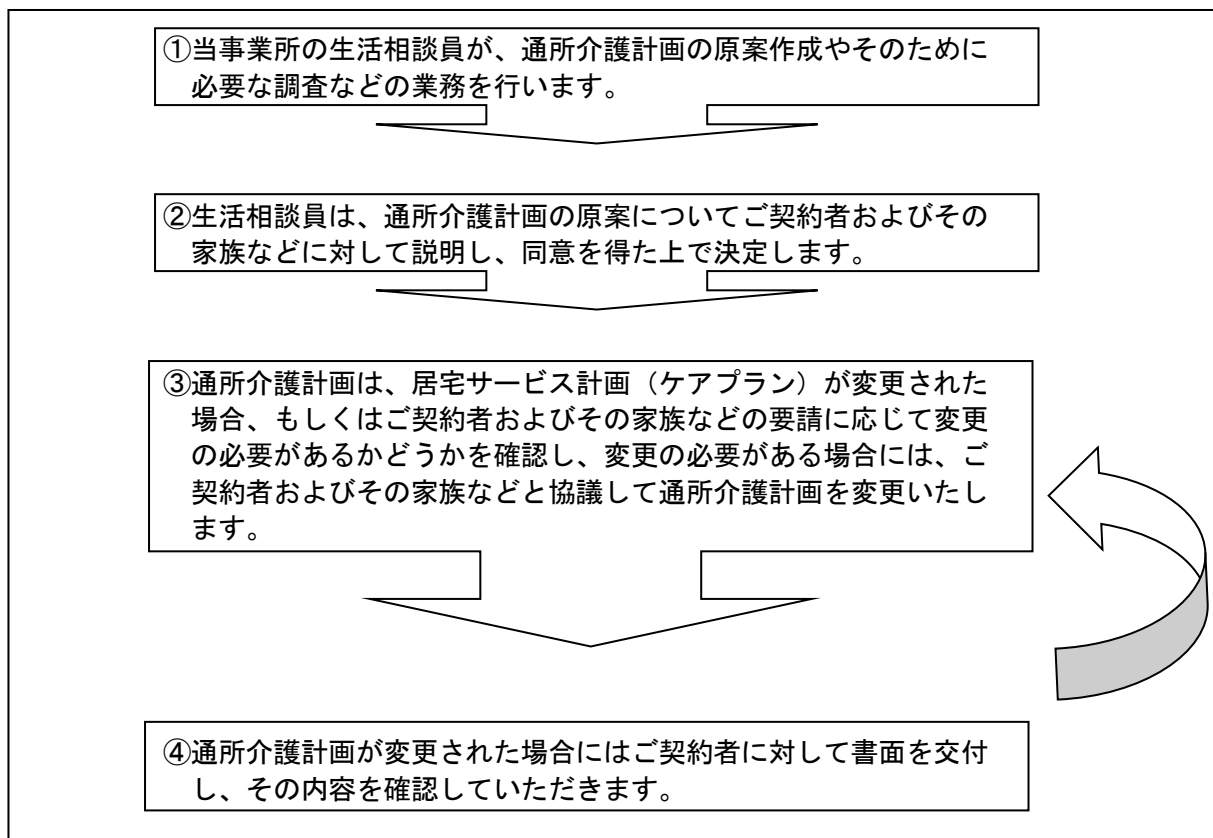 ①当事業所の生活相談員が、通所介護計画の原案作成やそのために
必要な調査などの業務を行います。
②生活相談員は、通所介護計画の原案についてご契約者およびその
家族などに対して説明し、同意を得た上で決定します。
③通所介護計画は、居宅サービス計画（ケアプラン）が変更された
場合、もしくはご契約者およびその家族などの要請に応じて変更
の必要があるかどうかを確認し、変更の必要がある場合には、ご
契約者およびその家族などと協議して通所介護計画を変更いたし
ます。
④通所介護計画が変更された場合にはご契約者に対して書面を交付
し、その内容を確認していただきます。